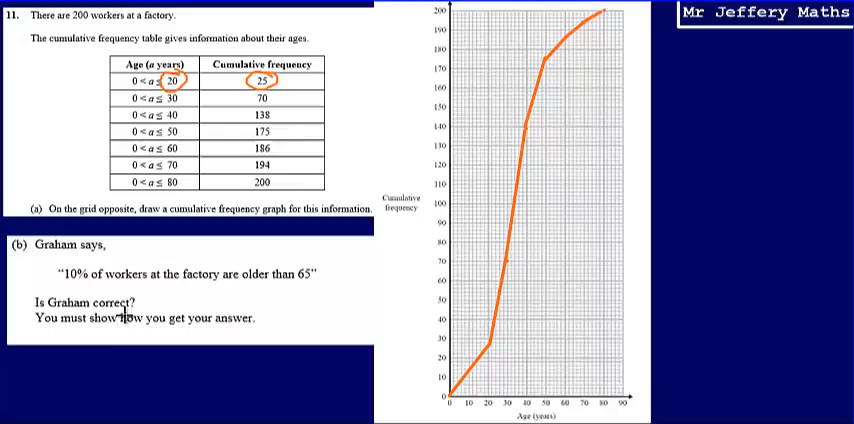 Mr Jeffery Maths
11. There are 200 workers at a factory.
The cumulative frequency table gives information about their ages.
Age (a years) Cumulative frequency
0 < a ≤ 20 25
0 < a ≤ 30 70
0 < a ≤ 40 138
0 < a ≤ 50 175
0 < a ≤ 60 186
0 < a ≤ 70 194
0 < a ≤ 80 200
(a) On the grid opposite, draw a cumulative frequency graph for this information.
(b) Graham says,
"10% of workers at the factory are older than 65"
Is Graham correct?
You must show how you get your answer.
200
190
180
170
160
150
140
130
120
110
Cumulative
frequency
100
90
80
70
60
50
40
30
20
10
0
0 10 20 30 40 50 60 70 80 90
Age (years)